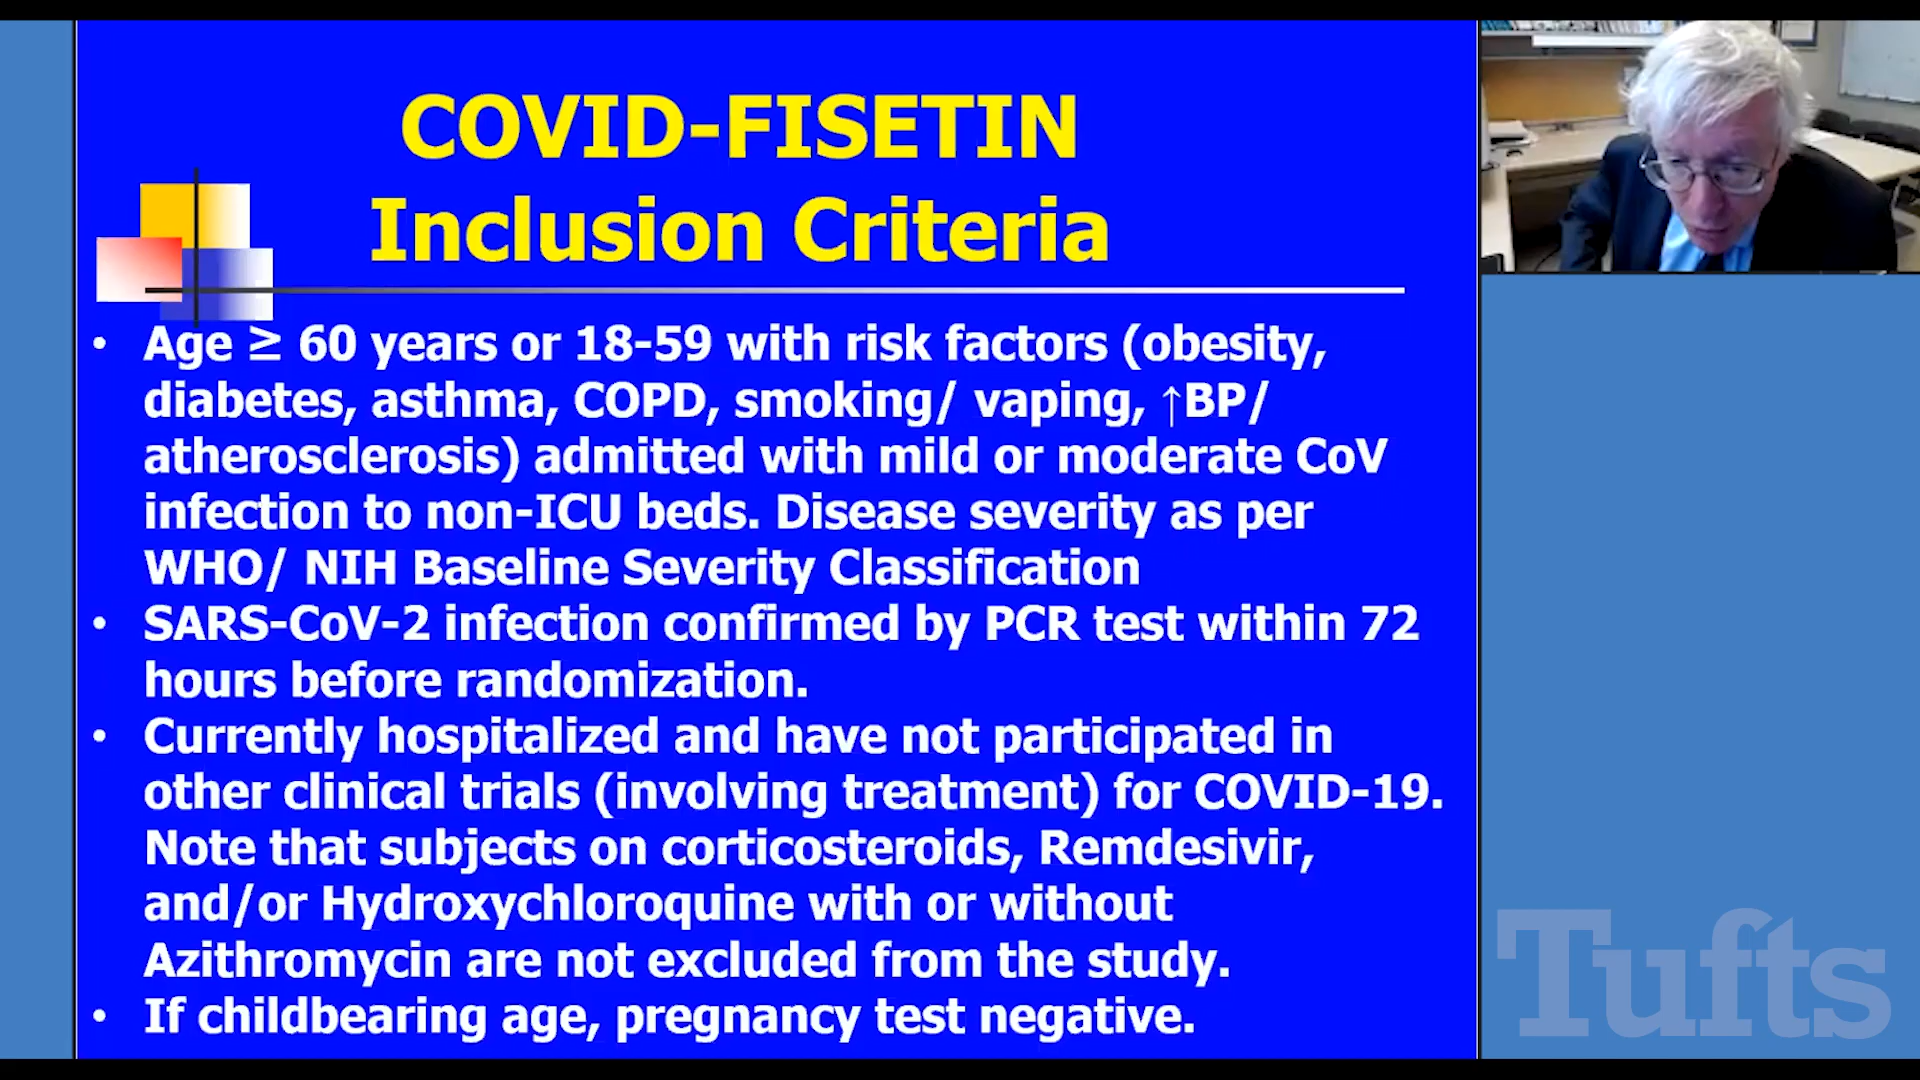 COVID-FISETIN
Inclusion Criteria
• Age ≥ 60 years or 18-59 with risk factors (obesity,
diabetes, asthma, COPD, smoking/ vaping, ↑BP/
atherosclerosis) admitted with mild or moderate CoV
infection to non-ICU beds. Disease severity as per
WHO/ NIH Baseline Severity Classification
• SARS-CoV-2 infection confirmed by PCR test within 72
hours before randomization.
• Currently hospitalized and have not participated in
other clinical trials (involving treatment) for COVID-19.
Note that subjects on corticosteroids, Remdesivir,
and/or Hydroxychloroquine with or without
Azithromycin are not excluded from the study.
• If childbearing age, pregnancy test negative.
Tufts